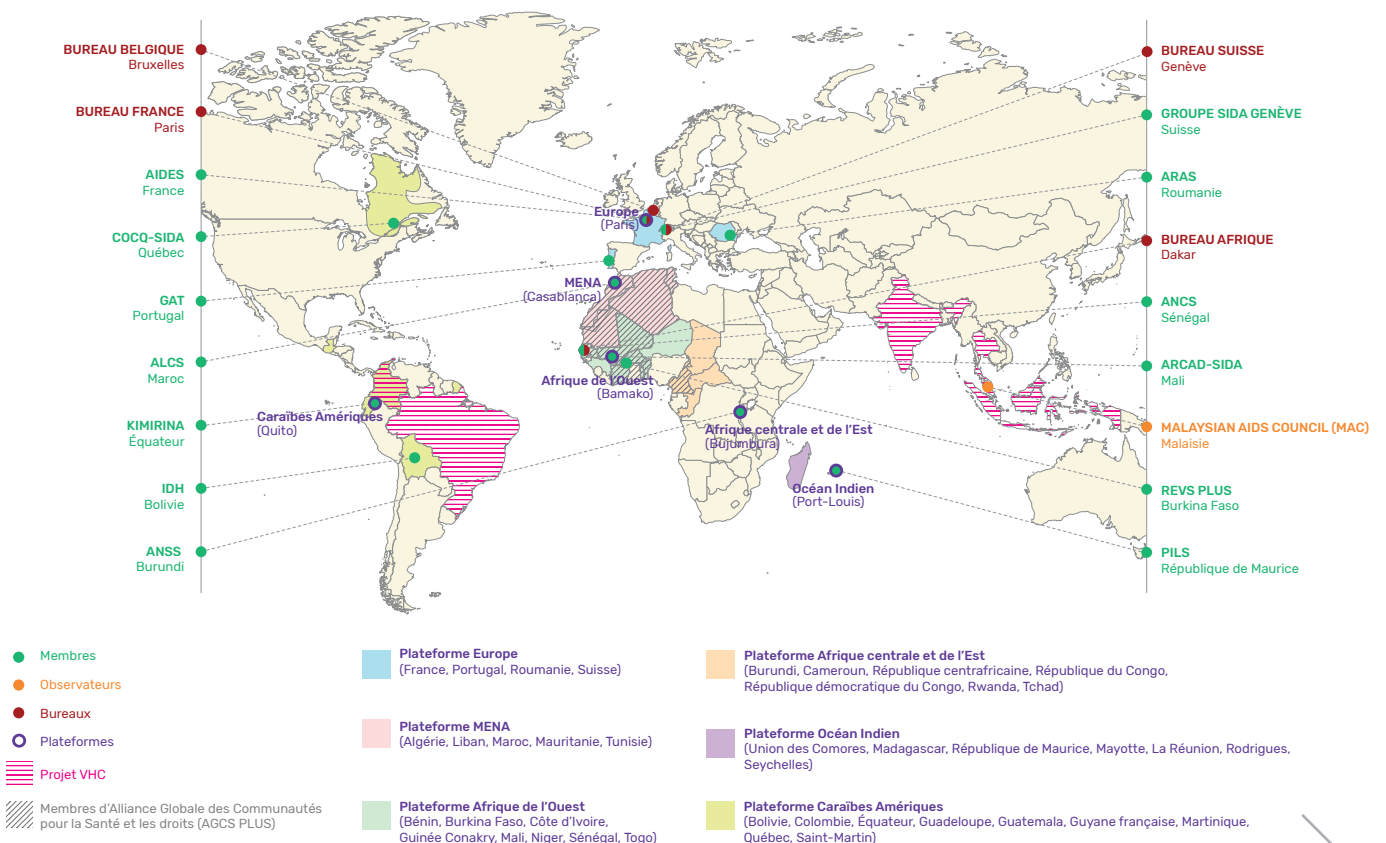 BUREAU BELGIQUE
Bruxelles
BUREAU FRANCE
Paris
AIDES
France
COCQ-SIDA
Québec
GAT
Portugal
ALCS
Maroc
KIMIRINA
Équateur
IDH
Bolivie
ANSS
Burundi
Europe
(Paris)
MENA
(Casablanca)
Afrique de l'Ouest
(Bamako)
Caraïbes Amériques
(Quito)
Afrique centrale et de l'Est
(Bujumbura)
Océan Indien
(Port-Louis)
BUREAU SUISSE
Genève
GROUPE SIDA GENÈVE
Suisse
ARAS
Roumanie
BUREAU AFRIQUE
Dakar
ANCS
Sénégal
ARCAD-SIDA
Mali
MALAYSIAN AIDS COUNCIL (MAC)
Malaisie
REVS PLUS
Burkina Faso
PILS
République de Maurice
Membres
Observateurs
Bureaux
Plateformes
Projet VHC
Membres d'Alliance Globale des Communautés
pour la Santé et les droits (AGCS PLUS)
Plateforme Europe
(France, Portugal, Roumanie, Suisse)
Plateforme MENA
(Algérie, Liban, Maroc, Mauritanie, Tunisie)
Plateforme Afrique de l'Ouest
(Bénin, Burkina Faso, Côte d'Ivoire,
Guinée Conakry, Mali, Niger, Sénégal, Togo)
Plateforme Afrique centrale et de l'Est
(Burundi, Cameroun, République centrafricaine, République du Congo,
République démocratique du Congo, Rwanda, Tchad)
Plateforme Océan Indien
(Union des Comores, Madagascar, République de Maurice, Mayotte, La Réunion, Rodrigues,
Seychelles)
Plateforme Caraïbes Amériques
(Bolivie, Colombie, Équateur, Guadeloupe, Guatemala, Guyane française, Martinique,
Québec, Saint-Martin)